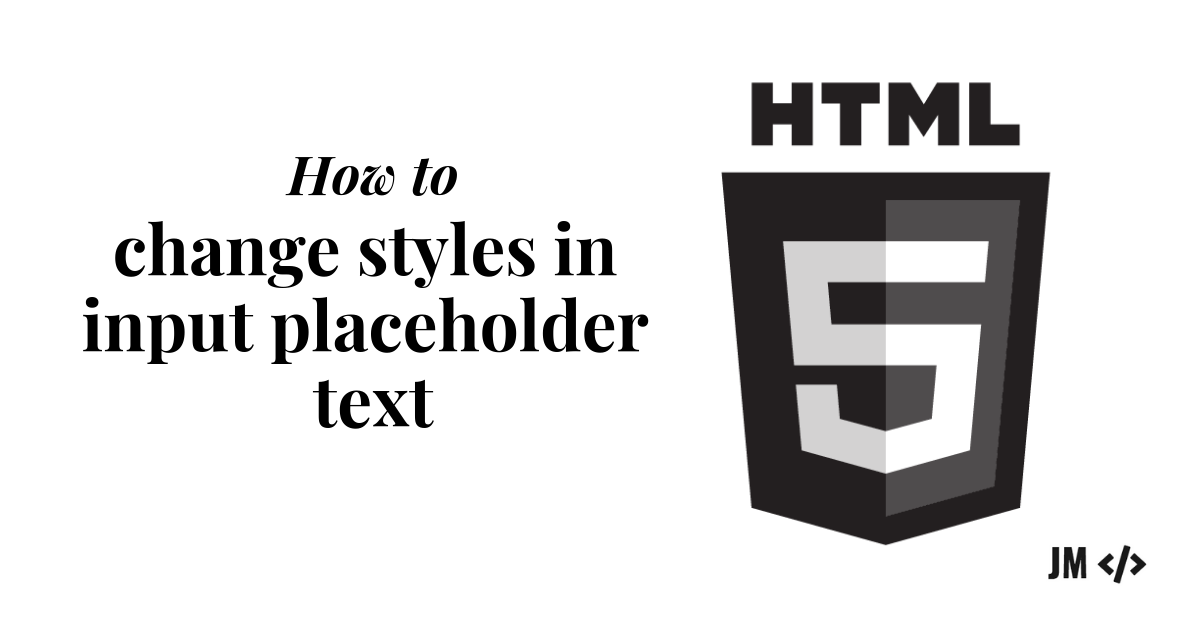 How to
change styles in
input placeholder
text
HTML
5
JM </>